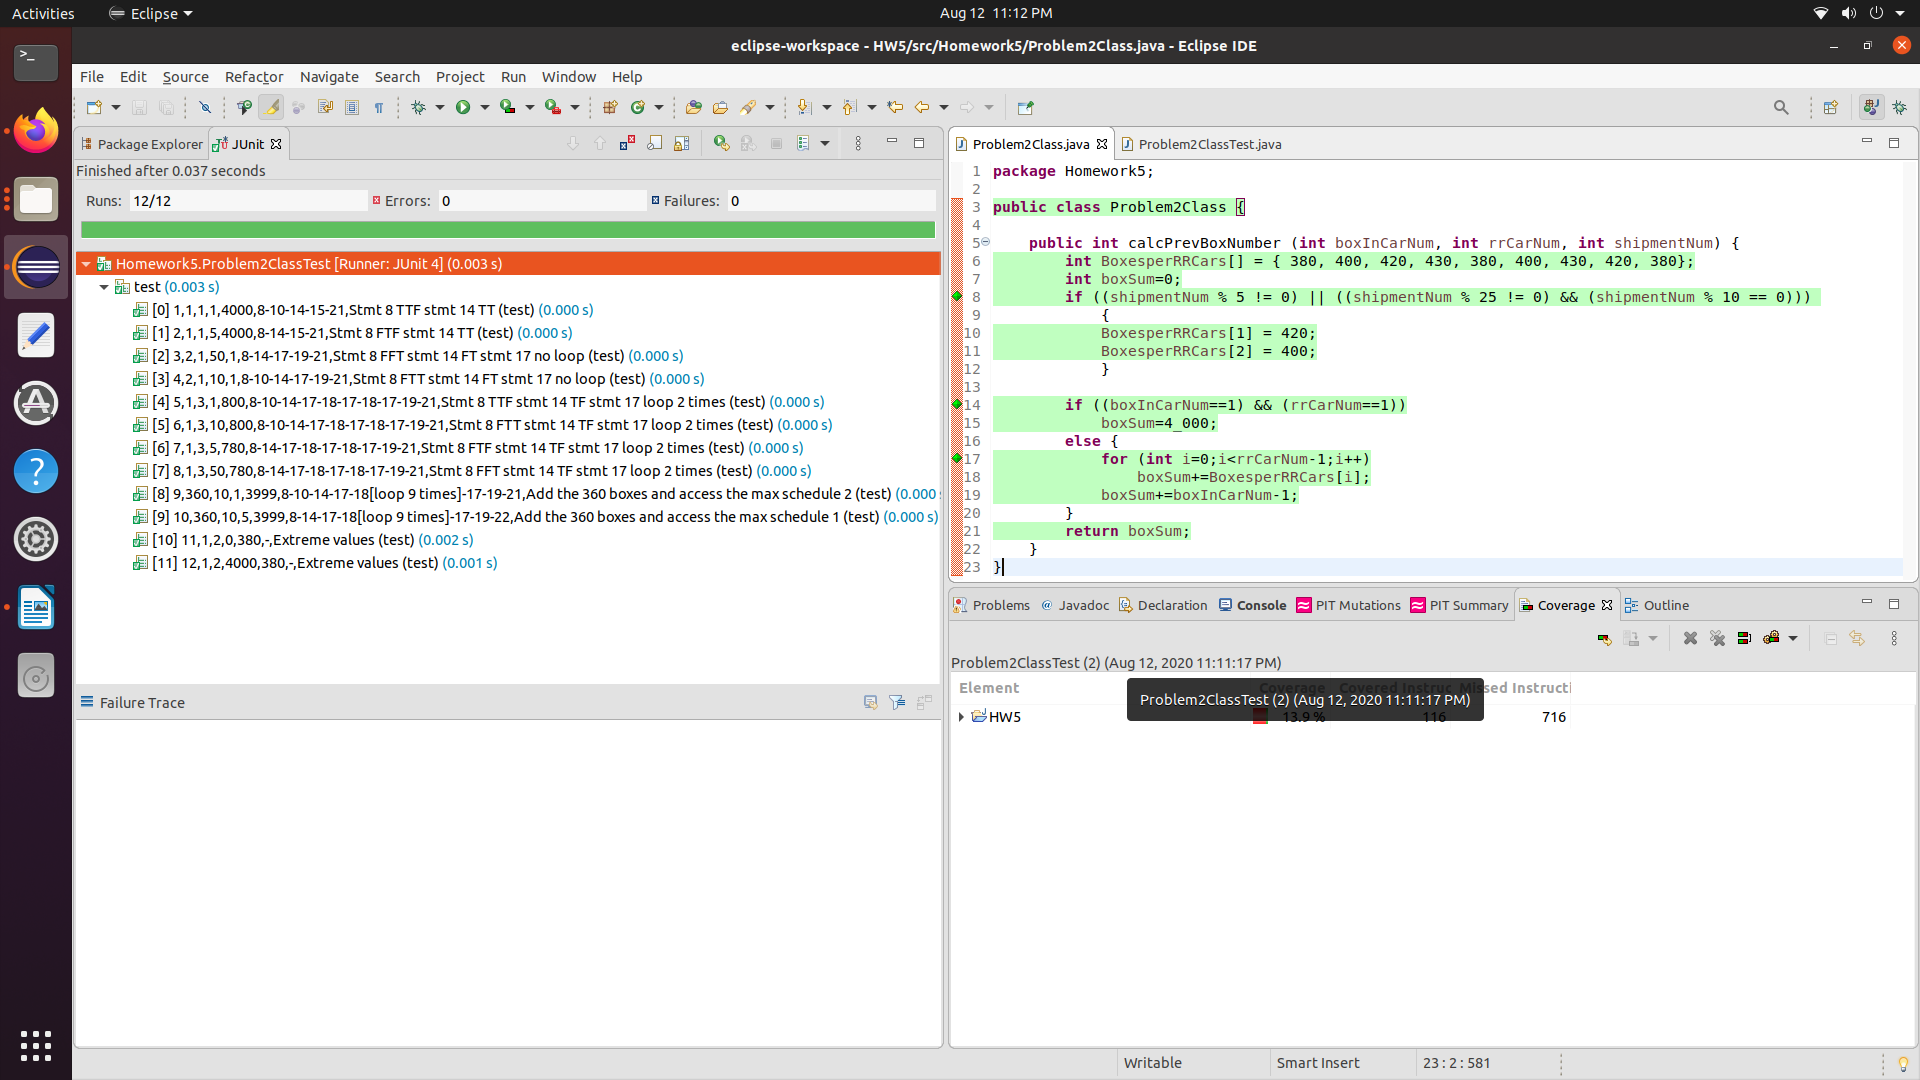 Activities
Eclipse
Aug 12 11:12 PM
eclipse-workspace - HW5/src/Homework5/Problem2Class.java - Eclipse IDE
File Edit Source Refactor Navigate Search Project Run Window Help
Package Explorer
JUnit
Finished after 0.037 seconds
Runs: 12/12 Errors: 0 Failures: 0
Homework5.Problem2ClassTest [Runner: JUnit 4] (0.003 s)
test (0.003 s)
[0] 1,1,1,1,4000,8-10-14-15-21,Stmt 8 TTF stmt 14 TT (test) (0.000 s)
[1] 2,1,1,5,4000,8-14-15-21,Stmt 8 FTF stmt 14 TT (test) (0.000 s)
[2] 3,2,1,50,1,8-14-17-19-21,Stmt 8 FFT stmt 14 FT stmt 17 no loop (test) (0.000 s)
[3] 4,2,1,10,1,8-10-14-17-19-21,Stmt 8 FTT stmt 14 FT stmt 17 no loop (test) (0.000 s)
[4] 5,1,3,1,800,8-10-14-17-18-17-18-17-19-21,Stmt 8 TTF stmt 14 TF stmt 17 loop 2 times (test) (0.000 s)
[5] 6,1,3,10,800,8-10-14-17-18-17-18-17-19-21,Stmt 8 FTT stmt 14 TF stmt 17 loop 2 times (test) (0.000 s)
[6] 7,1,3,5,780,8-14-17-18-17-18-17-19-21,Stmt 8 FTF stmt 14 TF stmt 17 loop 2 times (test) (0.000 s)
[7] 8,1,3,50,780,8-14-17-18-17-18-17-19-21,Stmt 8 FFT stmt 14 TF stmt 17 loop 2 times (test) (0.000 s)
[8] 9,360,10,1,3999,8-10-14-17-18[loop 9 times]-17-19-21,Add the 360 boxes and access the max schedule 2 (test) (0.000
[9] 10,360,10,5,3999,8-14-17-18[loop 9 times]-17-19-22,Add the 360 boxes and access the max schedule 1 (test) (0.000 s)
[10] 11,1,2,0,380,-,Extreme values (test) (0.002 s)
[11] 12,1,2,4000,380,-,Extreme values (test) (0.001 s)
Failure Trace
Problem2Class.java
Problem2ClassTest.java
1 package Homework5;
2
3 public class Problem2Class {
4
5 public int calcPrevBoxNumber (int boxInCarNum, int rrCarNum, int shipmentNum) {
6 int BoxesperRRCars[] = { 380, 400, 420, 430, 380, 400, 430, 420, 380};
7 int boxSum=0;
8 if ((shipmentNum % 5 != 0) || ((shipmentNum % 25 != 0) && (shipmentNum % 10 == 0)))
9 {
10 BoxesperRRCars[1] = 420;
11 BoxesperRRCars[2] = 400;
12 }
13
14 if ((boxInCarNum==1) && (rrCarNum==1))
15 boxSum=4_000;
16 else {
17 for (int i=0;i<rrCarNum-1;i++)
18 boxSum+=BoxesperRRCars[i];
19 boxSum+=boxInCarNum-1;
20 }
21 return boxSum;
22 }
23 }
Problems Javadoc Declaration Console PIT Mutations PIT Summary Coverage Outline
Problem2ClassTest (2) (Aug 12, 2020 11:11:17 PM)
Element Coverage Covered Instruc Missed Instructi
Problem2ClassTest (2) (Aug 12, 2020 11:11:17 PM)
HW5 13.9 % 116 716
Writable Smart Insert 23 : 2 : 581